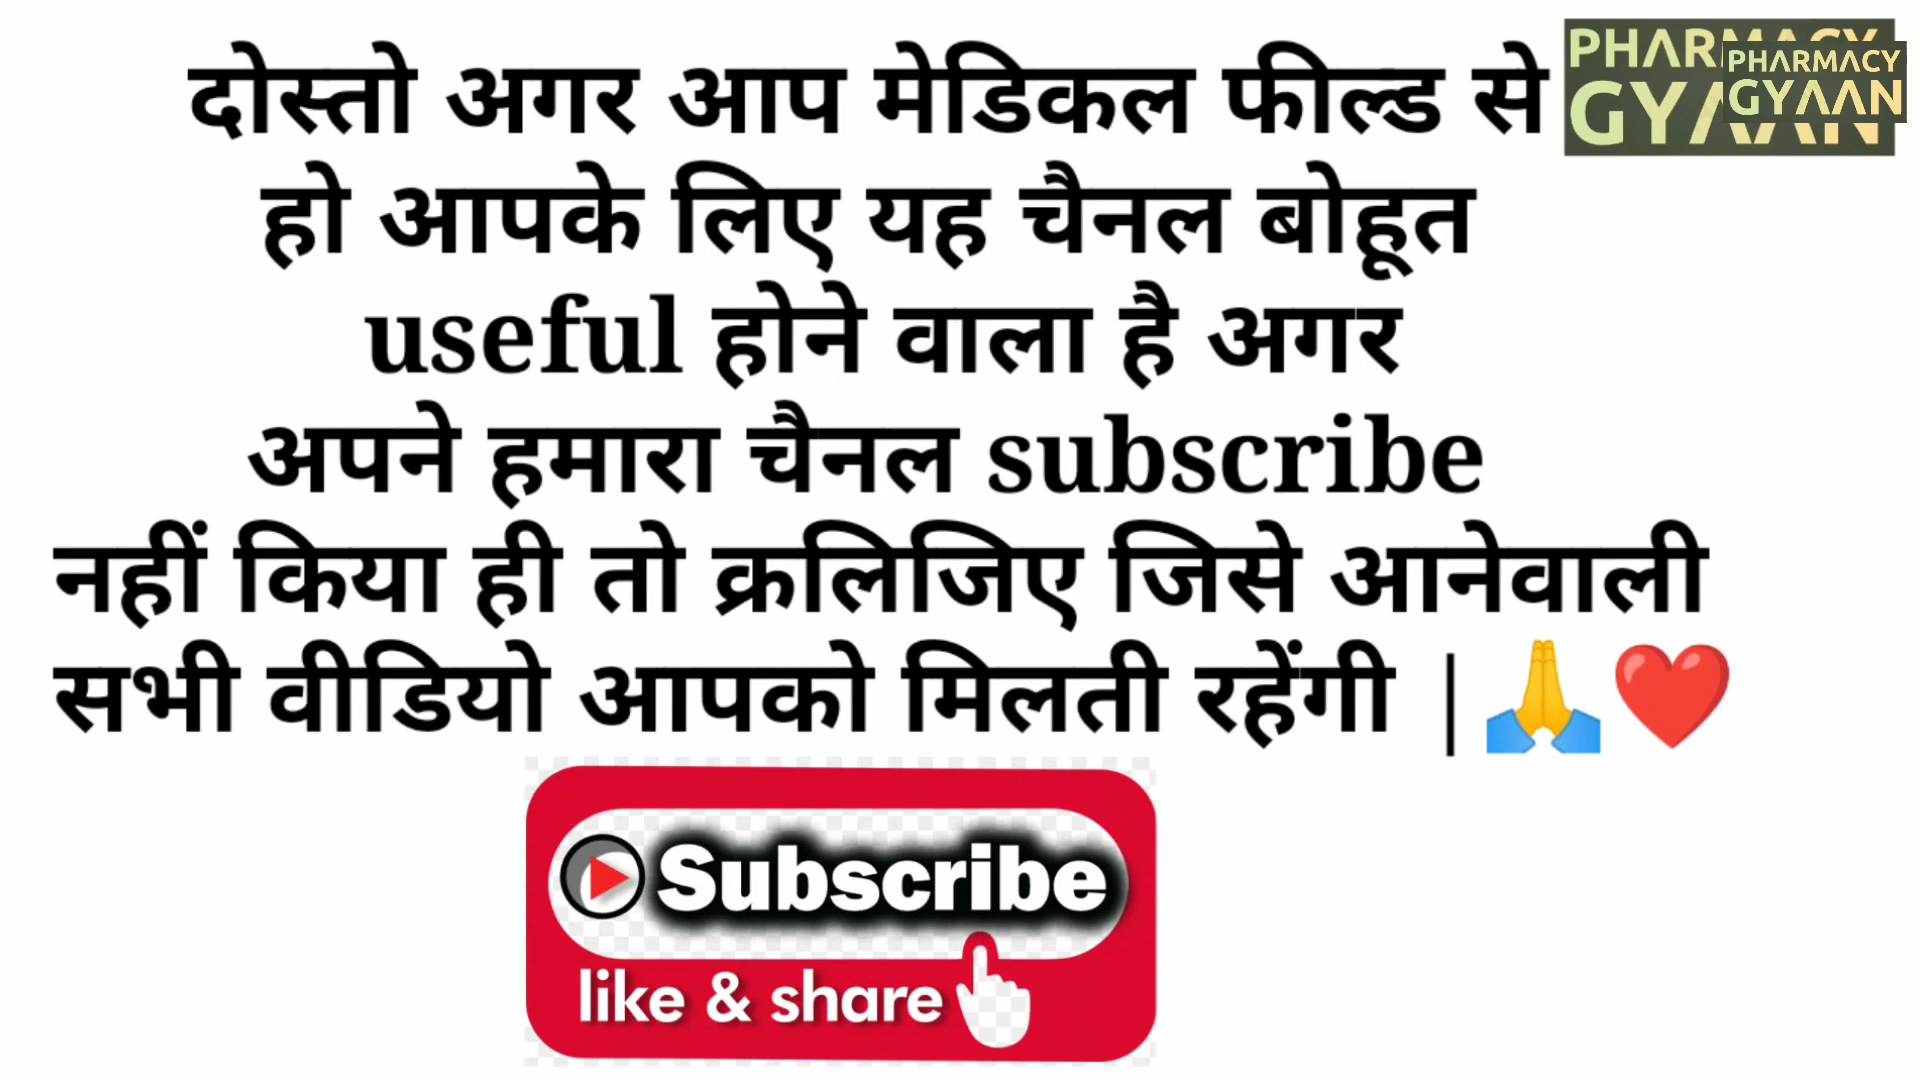 दोस्तो अगर आप मेडिकल फील्ड से
हो आपके लिए यह चैनल बोहूत
useful होने वाला है अगर
अपने हमारा चैनल subscribe
नहीं किया ही तो क्रलिजिए जिसे आनेवाली
सभी वीडियो आपको मिलती रहेंगी |🙏❤️
PHARMACY
GYAAN
PHARMACY
GYAAN
Subscribe
like & share